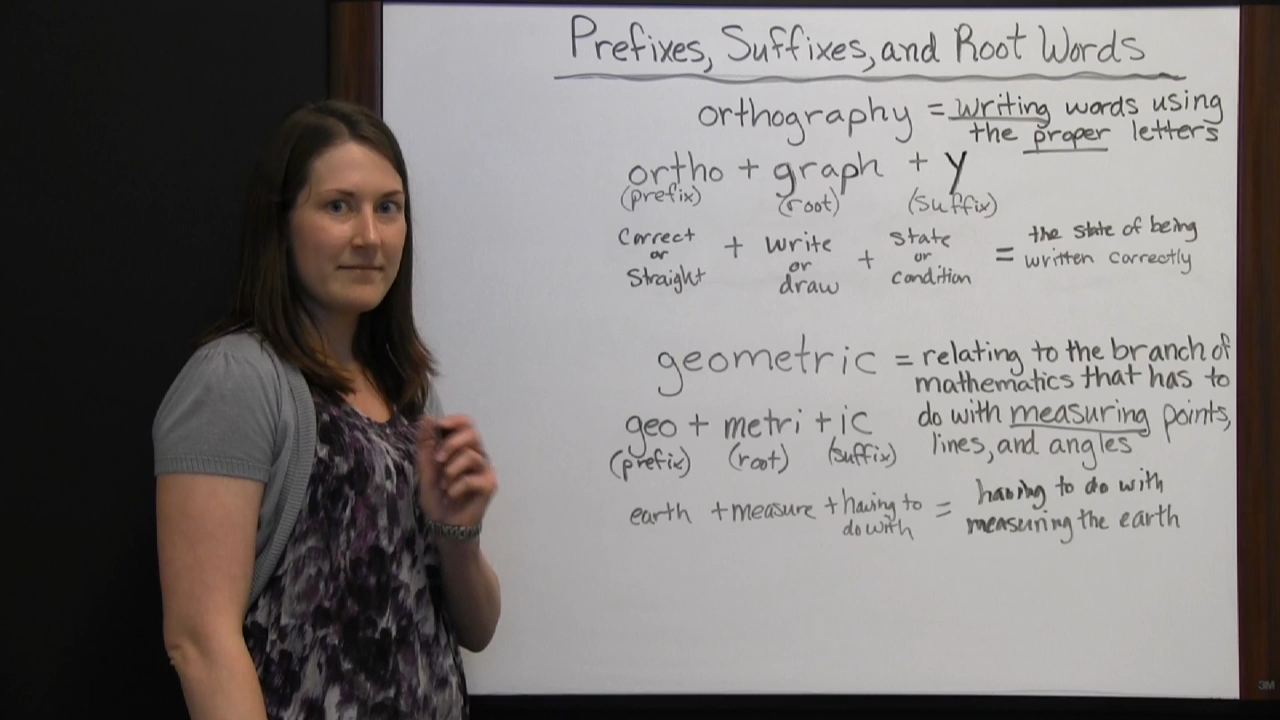 Prefixes, Suffixes, and Root Words
orthography = writing words using
the proper letters
ortho + graph + y
(prefix) (root) (suffix)
correct or straight + write or draw + state or condition = the state of being written correctly
geometric = relating to the branch of
mathematics that has to
do with measuring points,
lines, and angles
geo + metri + ic
(prefix) (root) (suffix)
earth + measure + having to do with = having to do with measuring the earth
3M